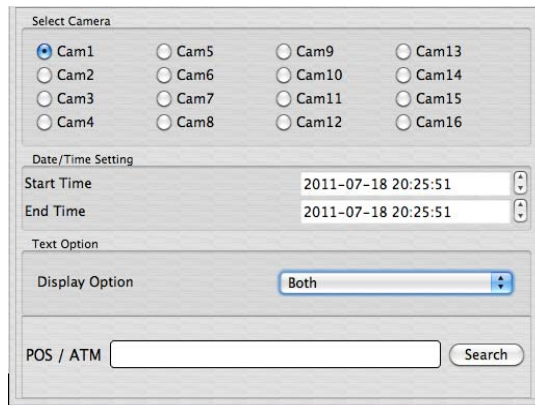 Select Camera
Cam1 Cam5 Cam9 Cam13
Cam2 Cam6 Cam10 Cam14
Cam3 Cam7 Cam11 Cam15
Cam4 Cam8 Cam12 Cam16
Date/Time Setting
Start Time 2011-07-18 20:25:51
End Time 2011-07-18 20:25:51
Text Option
Display Option Both
POS / ATM Search